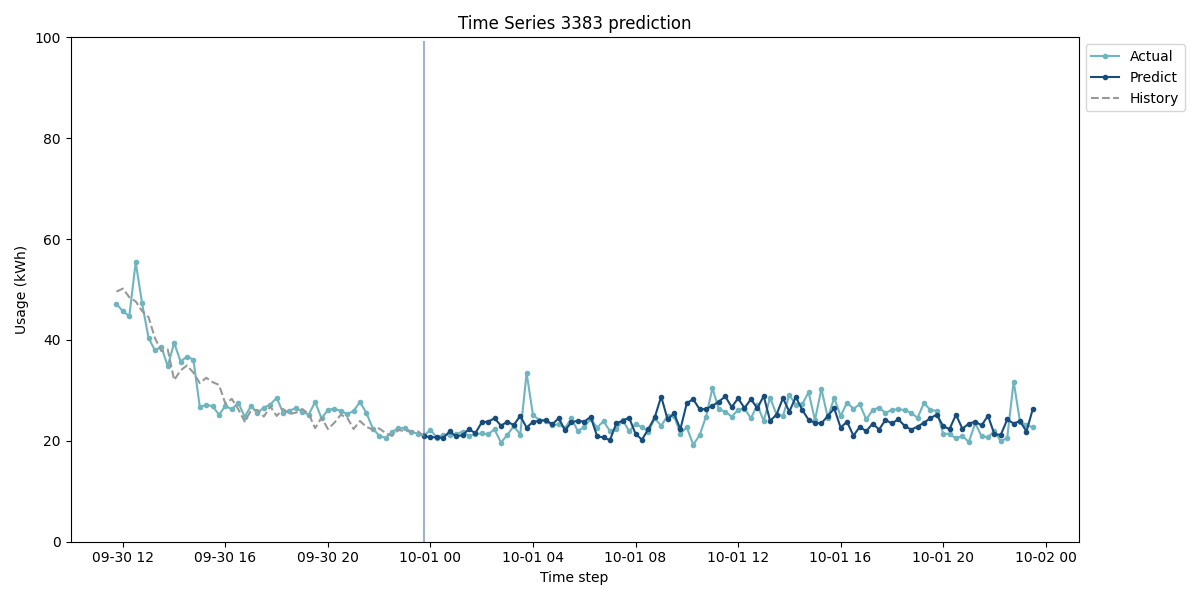 Time Series 3383 prediction
100
80
60
40
20
0
Usage (kWh)
09-30 12
09-30 16
09-30 20
10-01 00
10-01 04
10-01 08
10-01 12
10-01 16
10-01 20
10-02 00
Time step
Actual
Predict
History